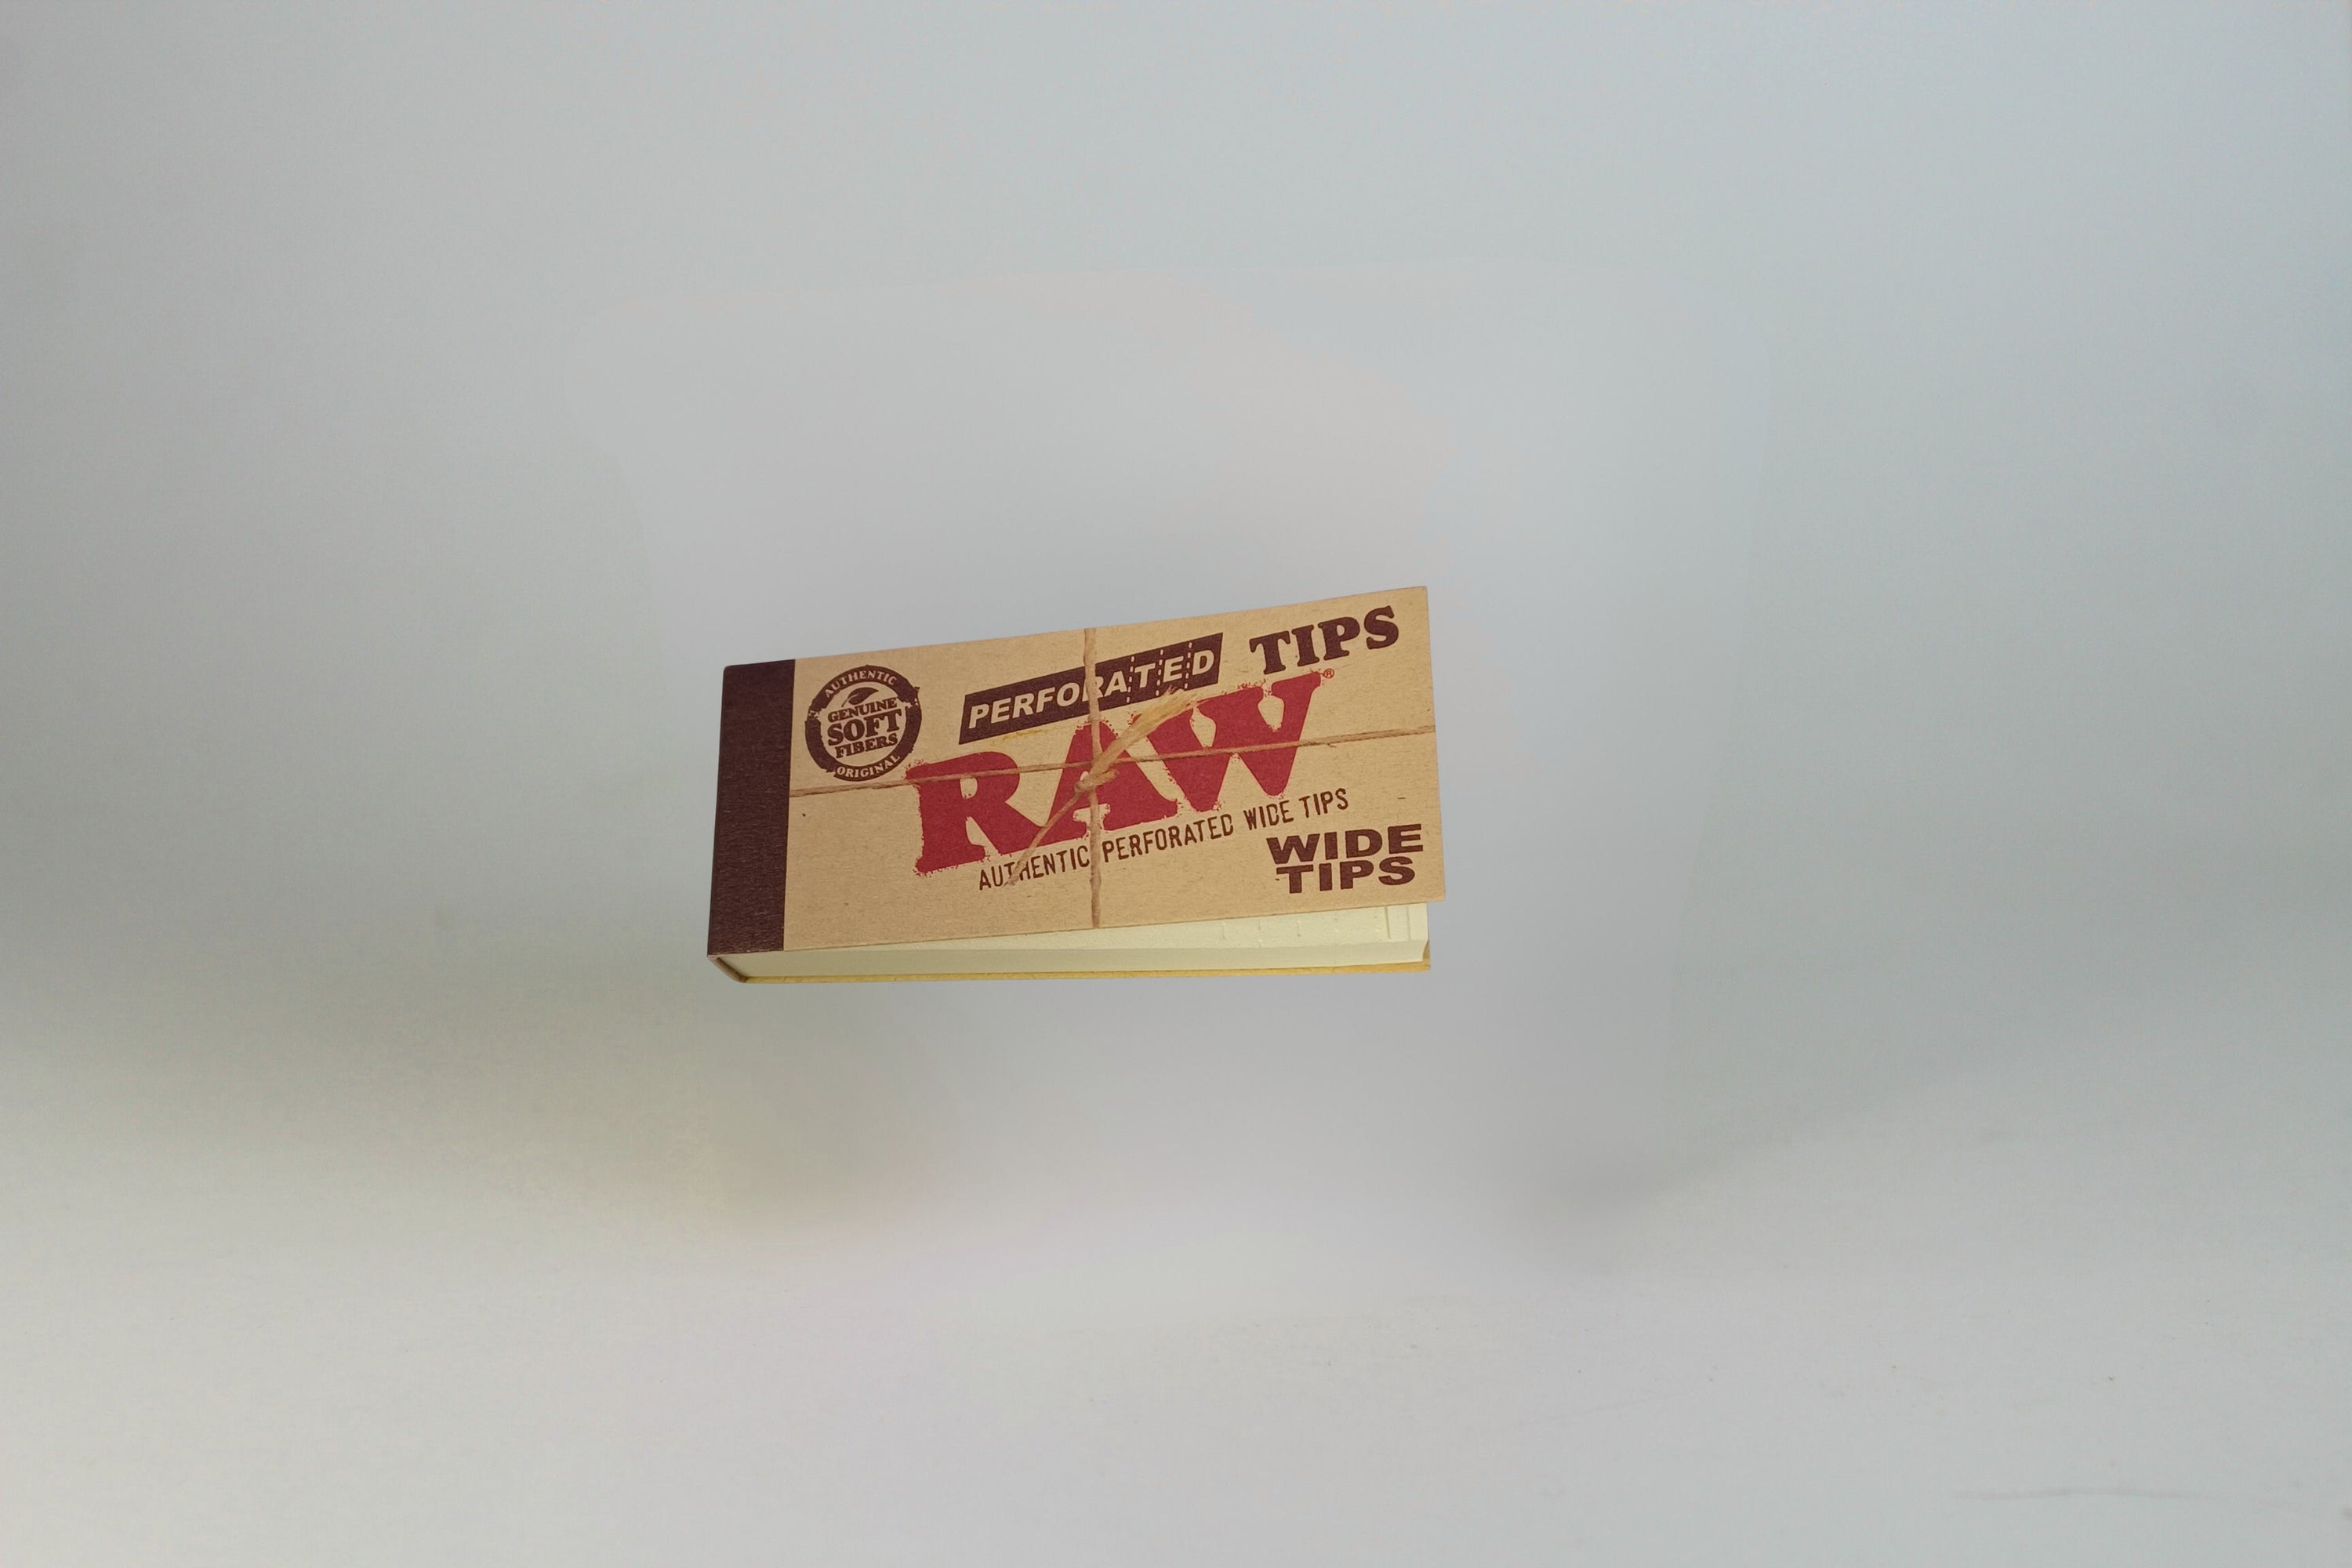 AUTHENTIC
GENUINE
SOFT
FIBERS
ORIGINAL
PERFORATED TIPS
RAW®
AUTHENTIC PERFORATED WIDE TIPS
WIDE
TIPS